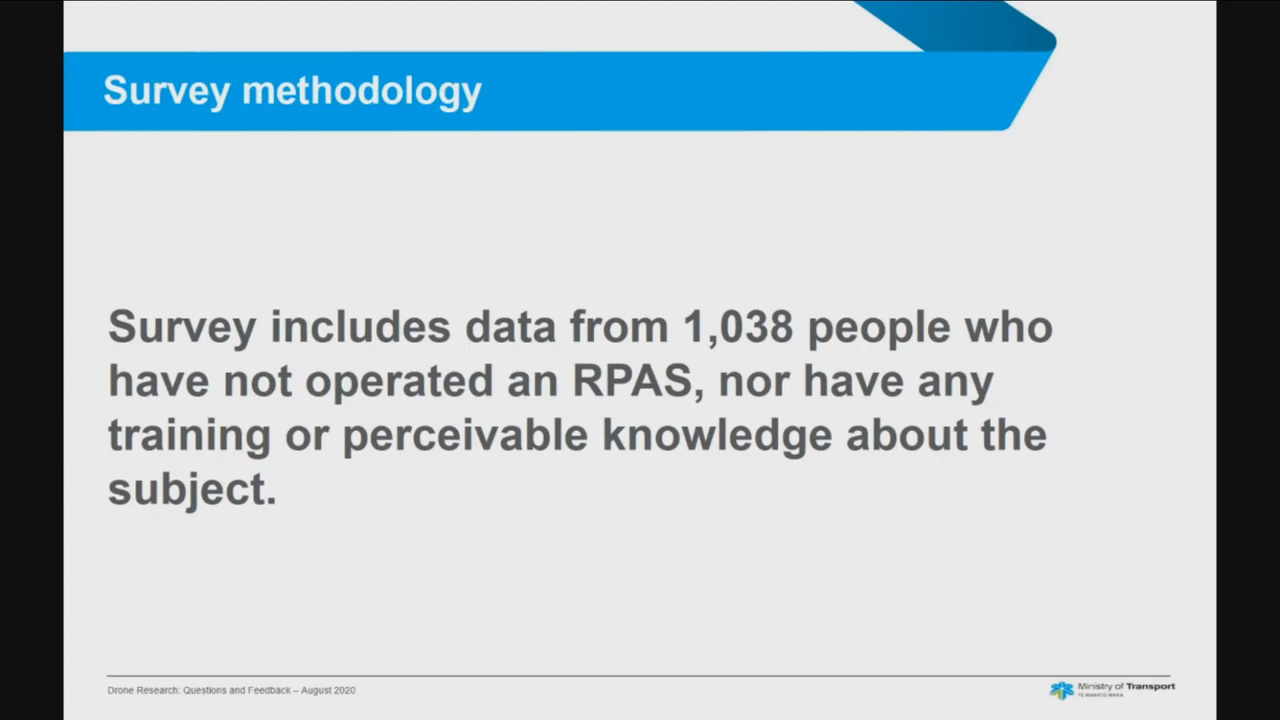 Survey methodology
Survey includes data from 1,038 people who
have not operated an RPAS, nor have any
training or perceivable knowledge about the
subject.
Drone Research: Questions and Feedback – August 2020
Ministry of Transport
TE MANATŪ WAKA